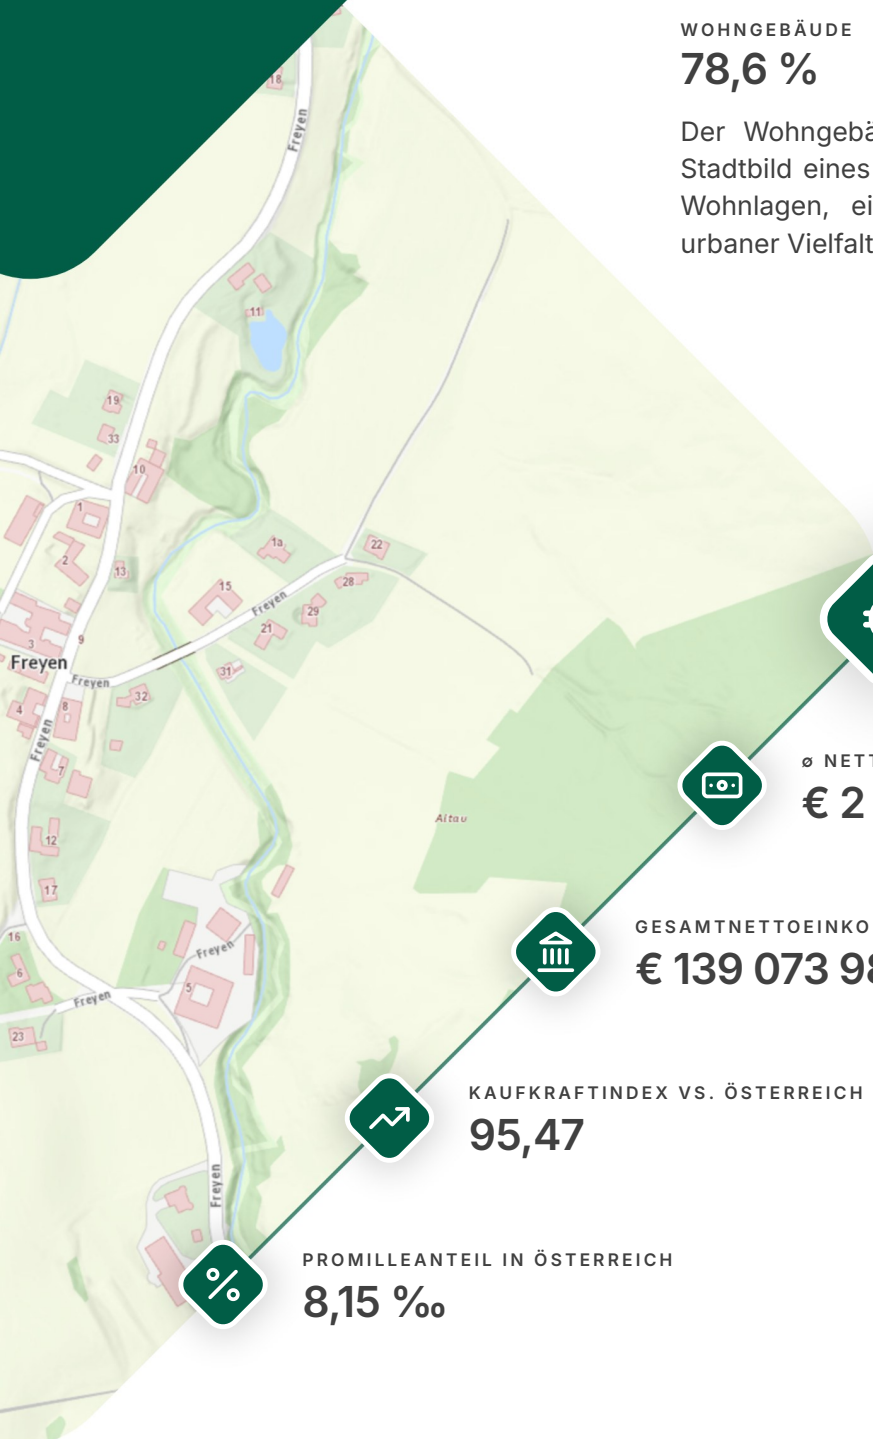 WOHNGEBÄUDE
78,6 %
Der Wohngebä
Stadtbild eines
Wohnlagen, ei
urbaner Vielfalt
18
Freyen
11
19
33
10
1
1a
22
2
13
15
28
Freyen
29
21
3
9
Freyen
31
Freyen
32
4
8
Freyen
7
ø NETT
€ 2
Altau
12
17
GESAMTNETTOEINKO
€ 139 073 98
16
Freyen
6
5
Freyen
23
KAUFKRAFTINDEX VS. ÖSTERREICH
95,47
Freyen
PROMILLEANTEIL IN ÖSTERREICH
8,15 ‰